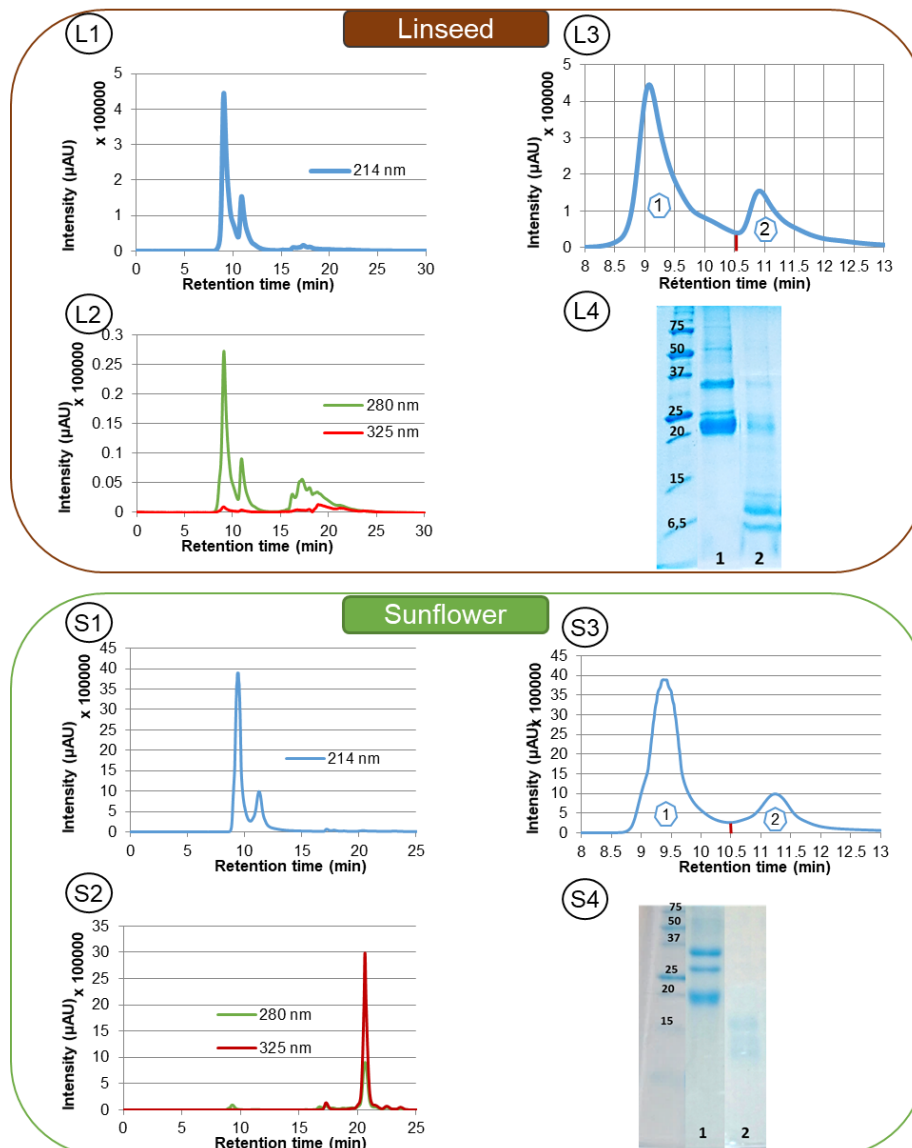 Linseed
L1
Intensity (µAU)
x 100000
5
4
3
2
1
0
214 nm
0 5 10 15 20 25 30
Retention time (min)
L3
Intensity (µAU)
x 100000
5
4
3
2
1
0
1
2
8 8.5 9 9.5 10 10.5 11 11.5 12 12.5 13
Rétention time (min)
L2
Intensity (µAU)
x 100000
0.3
0.25
0.2
0.15
0.1
0.05
0
280 nm
325 nm
0 5 10 15 20 25 30
Retention time (min)
L4
75
50
37
25
20
15
6,5
1 2
Sunflower
S1
Intensity (µAU)
x 100000
45
40
35
30
25
20
15
10
5
0
214 nm
0 5 10 15 20 25
Retention time (min)
S3
Intensity (µAU)
x 100000
45
40
35
30
25
20
15
10
5
0
1
2
8 8.5 9 9.5 10 10.5 11 11.5 12 12.5 13
Retention time (min)
S2
Intensity (µAU)
x 100000
35
30
25
20
15
10
5
0
280 nm
325 nm
0 5 10 15 20 25
Retention time (min)
S4
75
50
37
25
20
15
1 2